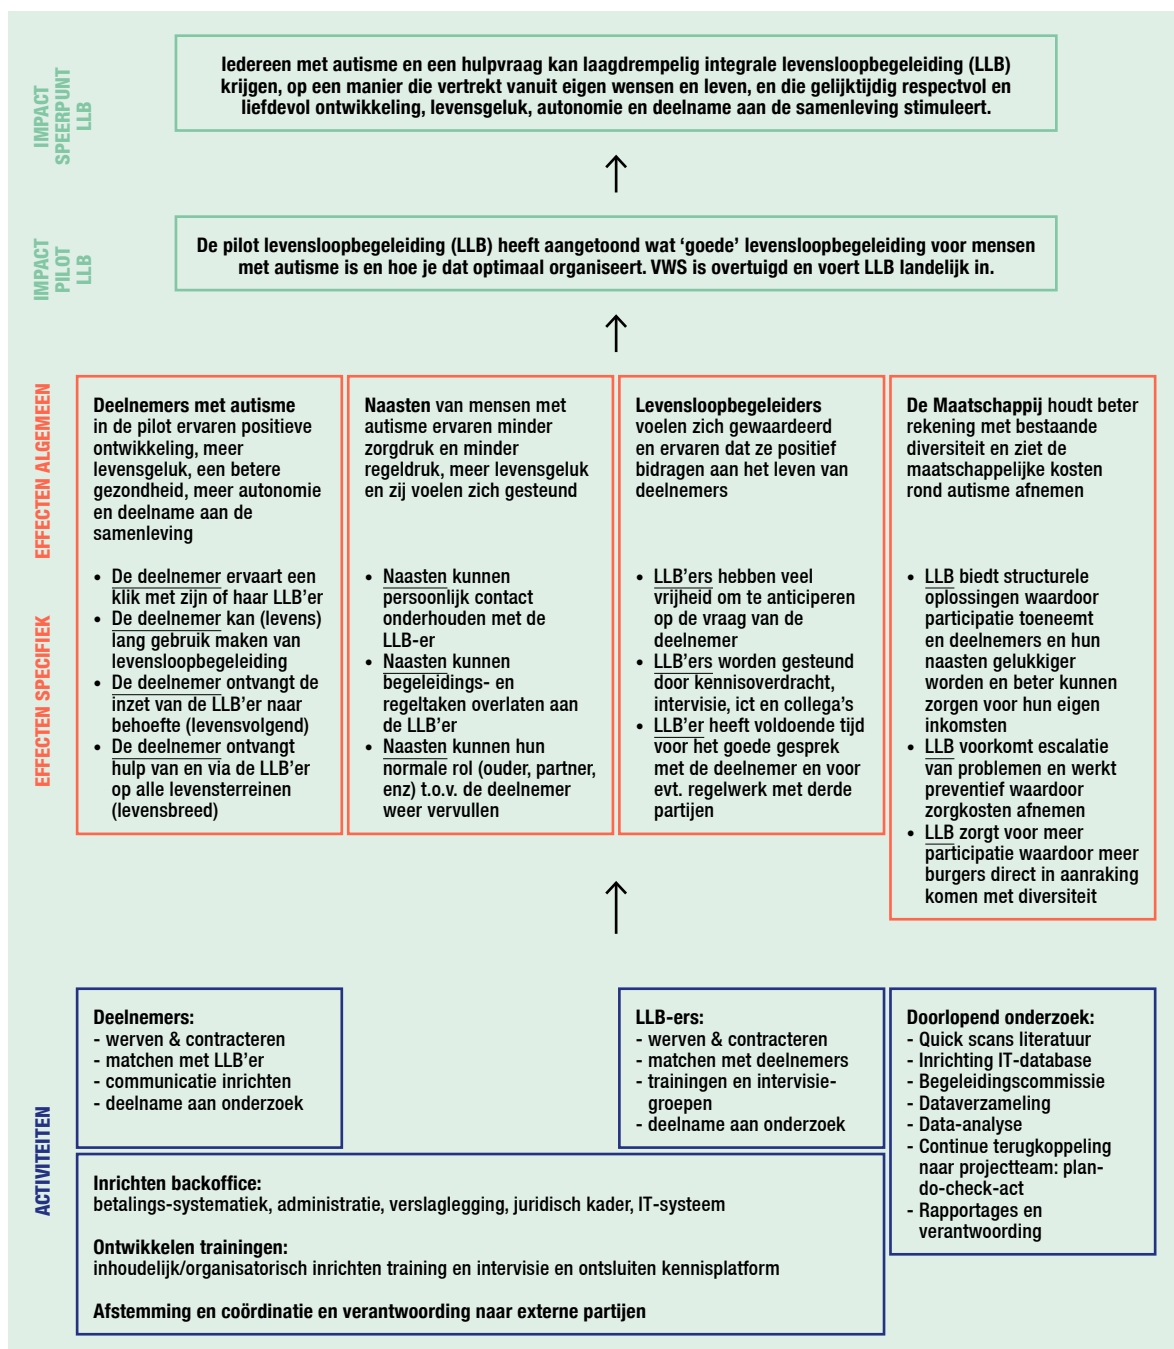 IMPACT
SPEERPUNT
LLB
Iedereen met autisme en een hulpvraag kan laagdrempelig integrale levensloopbegeleiding (LLB)
krijgen, op een manier die vertrekt vanuit eigen wensen en leven, en die gelijktijdig respectvol en
liefdevol ontwikkeling, levensgeluk, autonomie en deelname aan de samenleving stimuleert.
IMPACT
PILOT
LLB
De pilot levensloopbegeleiding (LLB) heeft aangetoond wat ‘goede’ levensloopbegeleiding voor mensen
met autisme is en hoe je dat optimaal organiseert. VWS is overtuigd en voert LLB landelijk in.
EFFECTEN ALGEMEEN
EFFECTEN SPECIFIEK
Deelnemers met autisme
in de pilot ervaren positieve
ontwikkeling, meer
levensgeluk, een betere
gezondheid, meer autonomie
en deelname aan de
samenleving
• De deelnemer ervaart een
klik met zijn of haar LLB’er
• De deelnemer kan (levens)
lang gebruik maken van
levensloopbegeleiding
• De deelnemer ontvangt de
inzet van de LLB’er naar
behoefte (levensvolgend)
• De deelnemer ontvangt
hulp van en via de LLB’er
op alle levensterreinen
(levensbreed)
Naasten van mensen met
autisme ervaren minder
zorgdruk en minder
regeldruk, meer levensgeluk
en zij voelen zich gesteund
• Naasten kunnen
persoonlijk contact
onderhouden met de
LLB-er
• Naasten kunnen
begeleidings- en
regeltaken overlaten aan
de LLB’er
• Naasten kunnen hun
normale rol (ouder, partner,
enz) t.o.v. de deelnemer
weer vervullen
Levensloopbegeleiders
voelen zich gewaardeerd
en ervaren dat ze positief
bidragen aan het leven van
deelnemers
• LLB’ers hebben veel
vrijheid om te anticiperen
op de vraag van de
deelnemer
• LLB’ers worden gesteund
door kennisoverdracht,
intervisie, ict en collega’s
• LLB’er heeft voldoende tijd
voor het goede gesprek
met de deelnemer en voor
evt. regelwerk met derde
partijen
De Maatschappij houdt beter
rekening met bestaande
diversiteit en ziet de
maatschappelijke kosten
rond autisme afnemen
• LLB biedt structurele
oplossingen waardoor
participatie toeneemt
en deelnemers en hun
naasten gelukkiger
worden en beter kunnen
zorgen voor hun eigen
inkomsten
• LLB voorkomt escalatie
van problemen en werkt
preventief waardoor
zorgkosten afnemen
• LLB zorgt voor meer
participatie waardoor meer
burgers direct in aanraking
komen met diversiteit
ACTIVITEITEN
Deelnemers:
- werven & contracteren
- matchen met LLB’er
- communicatie inrichten
- deelname aan onderzoek
LLB-ers:
- werven & contracteren
- matchen met deelnemers
- trainingen en intervisie-
groepen
- deelname aan onderzoek
Doorlopend onderzoek:
- Quick scans literatuur
- Inrichting IT-database
- Begeleidingscommissie
- Dataverzameling
- Data-analyse
- Continue terugkoppeling
naar projectteam: plan-
do-check-act
- Rapportages en
verantwoording
Inrichten backoffice:
betalings-systematiek, administratie, verslaglegging, juridisch kader, IT-systeem
Ontwikkelen trainingen:
inhoudelijk/organisatorisch inrichten training en intervisie en ontsluiten kennisplatform
Afstemming en coördinatie en verantwoording naar externe partijen